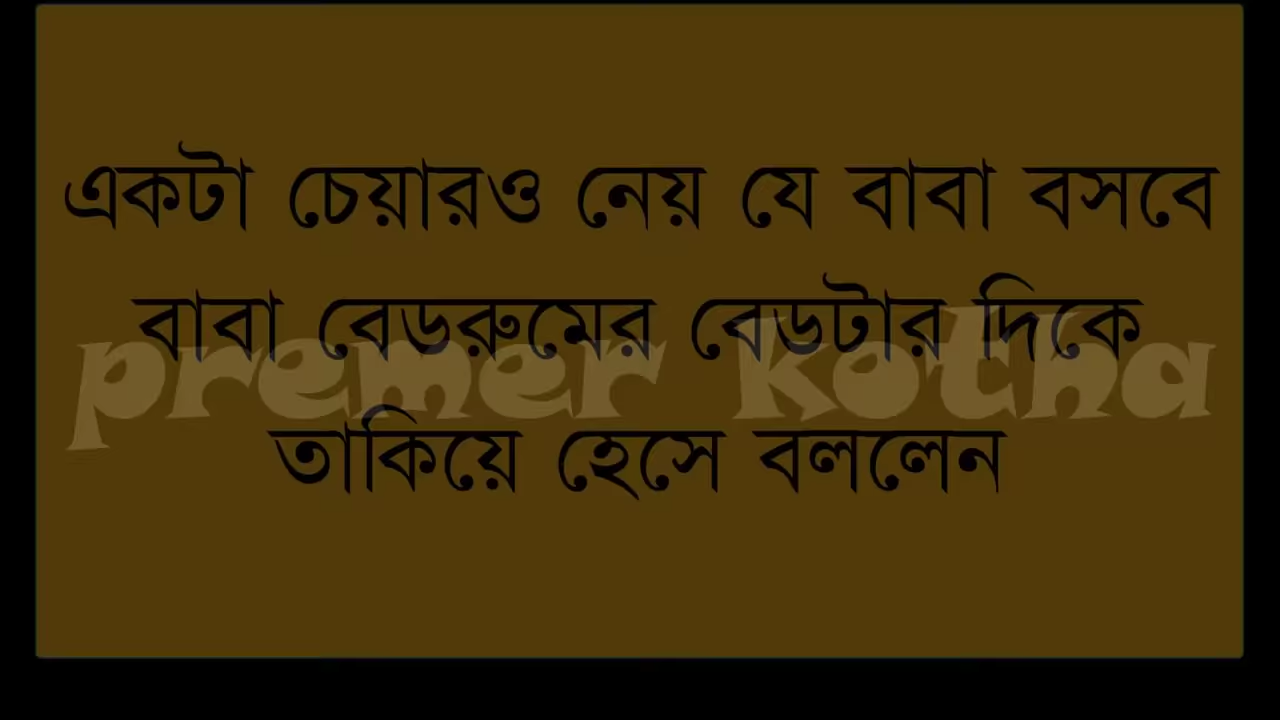 একটা চেয়ারও নেয় যে বাবা বসবে
বাবা বেডরুমের বেডটার দিকে
premer kotha
তাকিয়ে হেসে বললেন